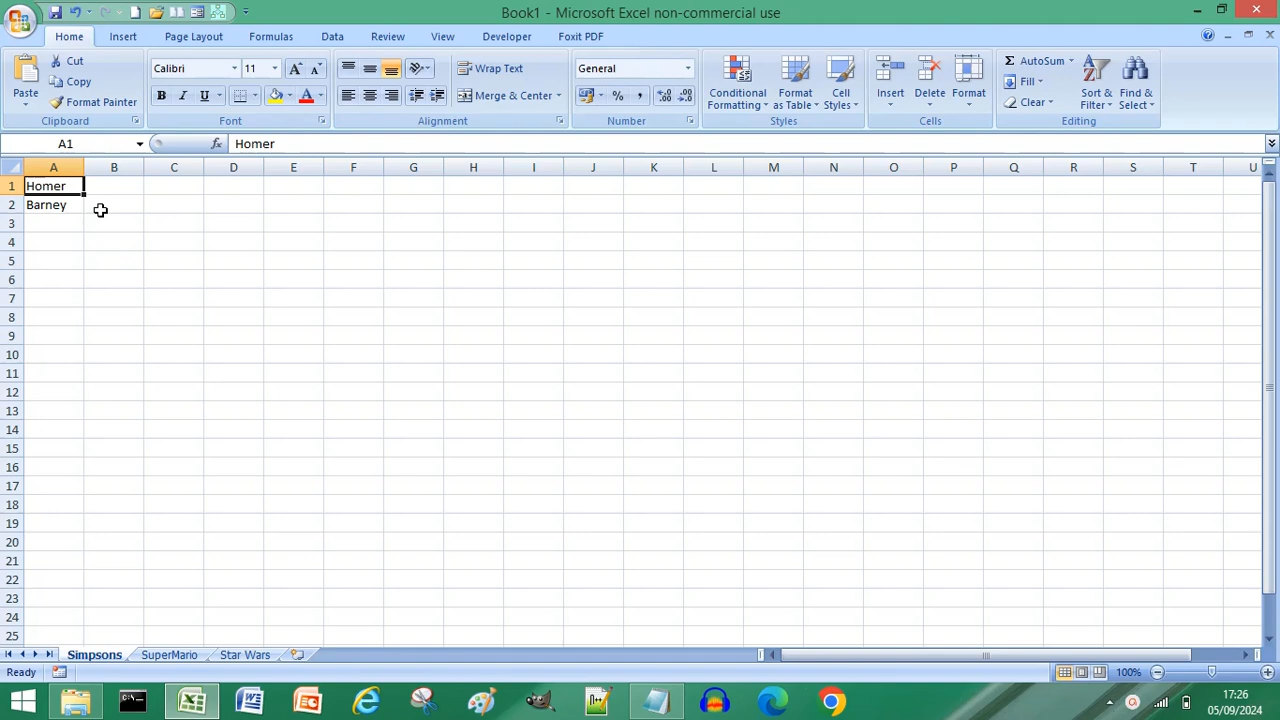 Book1 - Microsoft Excel non-commercial use
Home Insert Page Layout Formulas Data Review View Developer Foxit PDF
Paste
Cut
Copy
Format Painter
Clipboard
Calibri 11
Font
Wrap Text
Merge & Center
Alignment
General
Number
Conditional Formatting
Format as Table
Cell Styles
Styles
Insert Delete Format
Cells
AutoSum
Fill
Clear
Sort & Filter
Find & Select
Editing
A1 fx Homer
A B C D E F G H I J K L M N O P Q R S T U
1 Homer
2 Barney
3
4
5
6
7
8
9
10
11
12
13
14
15
16
17
18
19
20
21
22
23
24
25
Simpsons SuperMario Star Wars
Ready 100%
17:26
05/09/2024